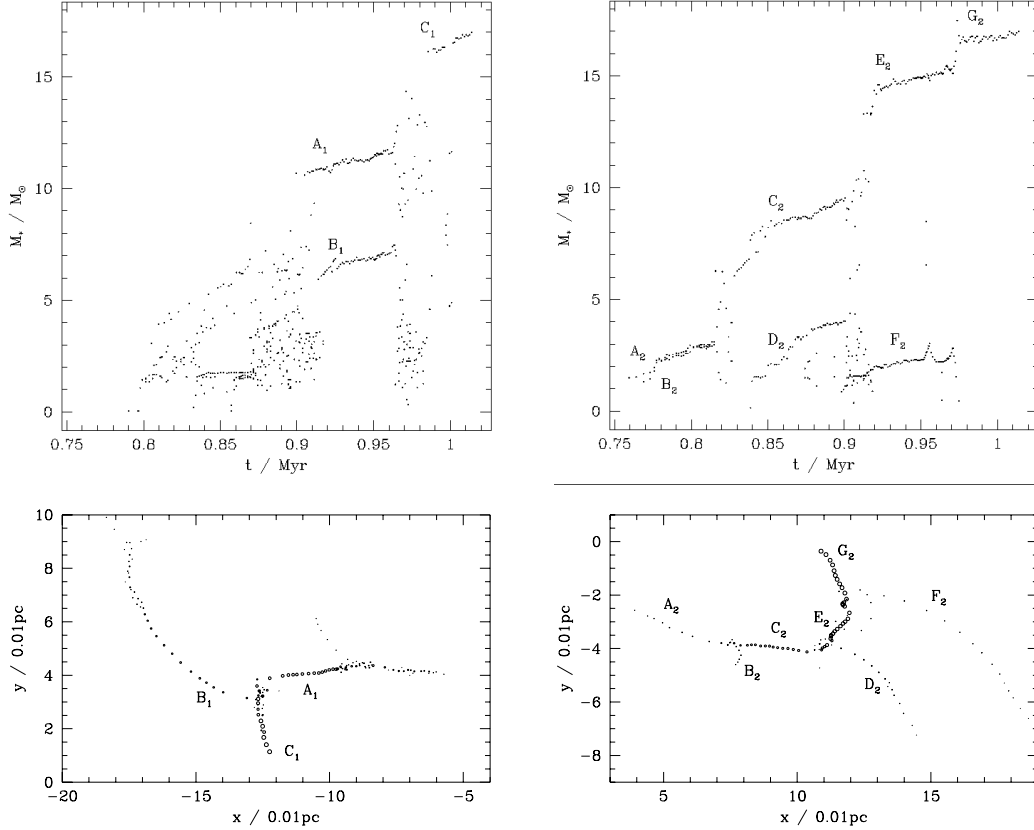 C₁
A₁
B₁
15
10
5
0
M* / M⊙
0.75 0.8 0.85 0.9 0.95 1
t / Myr
G₂
E₂
C₂
D₂
F₂
A₂
B₂
15
10
5
0
M* / M⊙
0.75 0.8 0.85 0.9 0.95 1
t / Myr
10
8
6
4
2
0
y / 0.01pc
B₁
A₁
C₁
-20 -15 -10 -5
x / 0.01pc
0
-2
-4
-6
-8
y / 0.01pc
G₂
A₂
F₂
E₂
C₂
B₂
D₂
5 10 15
x / 0.01pc